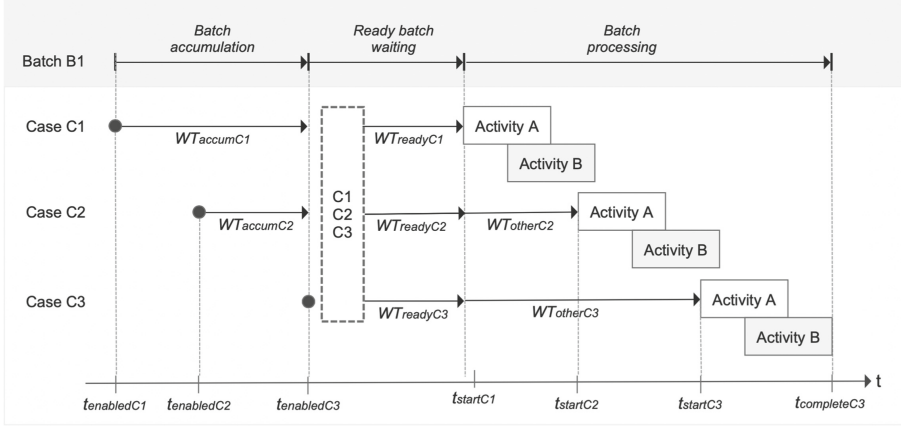 Batch accumulation
Ready batch waiting
Batch processing
Batch B1
Case C1
WTaccumC1
WTreadyC1
Activity A
Activity B
C1
C2
C3
Case C2
WTaccumC2
WTreadyC2
WTotherC2
Activity A
Activity B
Case C3
WTreadyC3
WTotherC3
Activity A
Activity B
t
tenabledC1
tenabledC2
tenabledC3
tstartC1
tstartC2
tstartC3
tcompleteC3